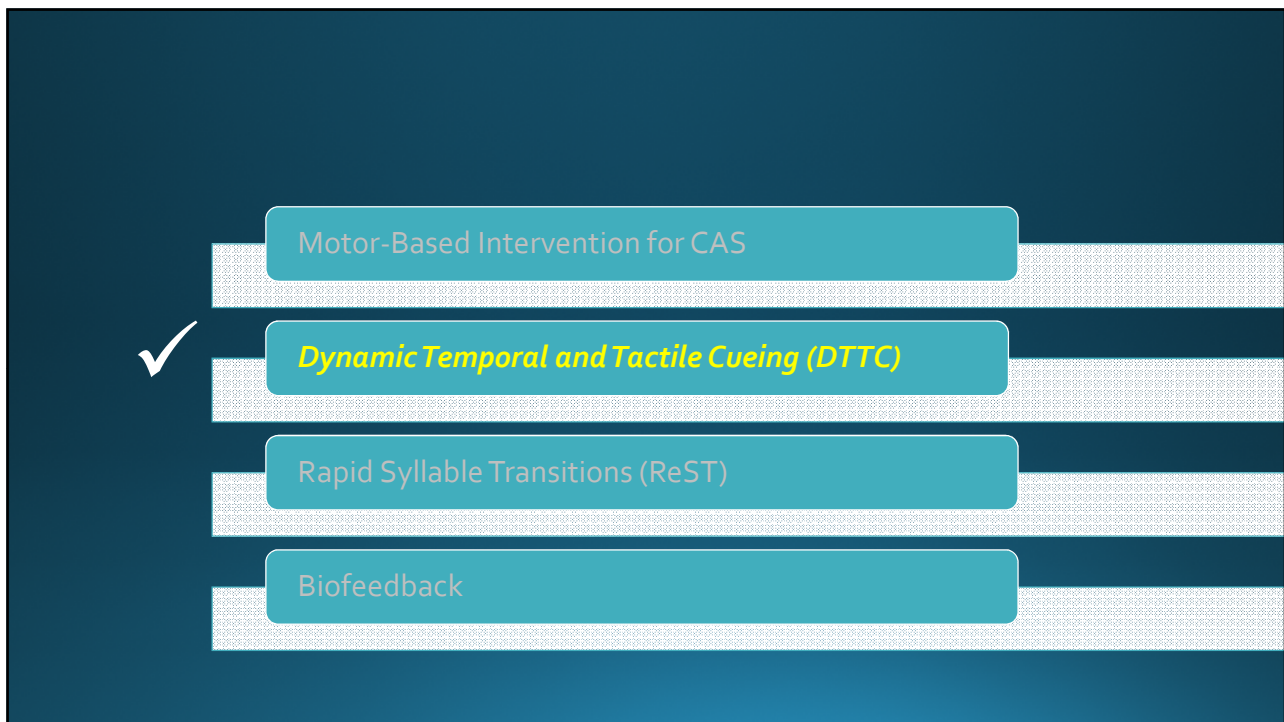 Motor-Based Intervention for CAS
Dynamic Temporal and Tactile Cueing (DTTC)
Rapid Syllable Transitions (ReST)
Biofeedback